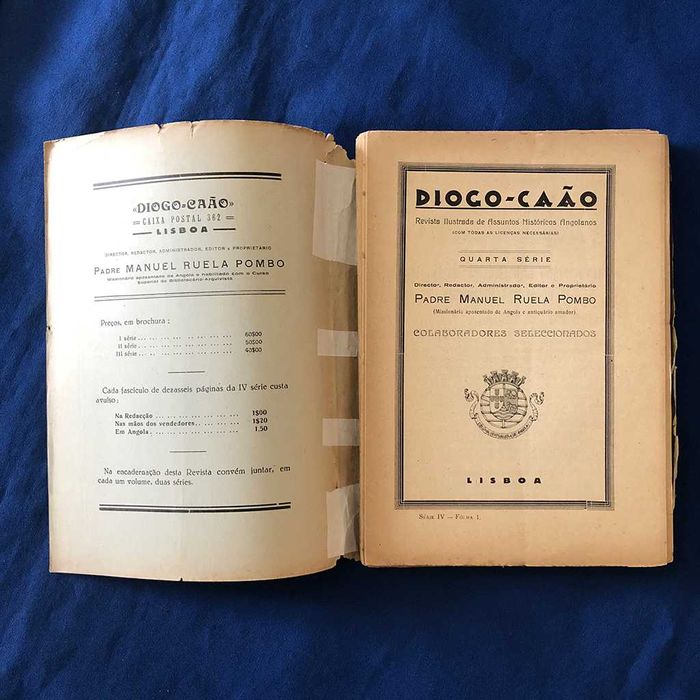 «DIOGO-CAÃO»
CAIXA POSTAL 362
LISBOA
DIRECTOR, REDACTOR, ADMINISTRADOR, EDITOR e PROPRIETÁRIO
PADRE MANUEL RUELA POMBO
Missionário aposentado de Angola e habilitado com o Curso
Superior de Bibliotecário-Arquivista
Preços, em brochura :
I série . . . . . . . . . . . . . . . 60$00
II série . . . . . . . . . . . . . . . 50$00
III série . . . . . . . . . . . . . . . 40$00
Cada fascículo de dezasseis páginas da IV série custa
avulso:
Na Redacção . . . . . . . . . . . . . . . 1$00
Nas mãos dos vendedores . . . . . . . . . 1$20
Em Angola . . . . . . . . . . . . . . . 1.50
Na encadernação desta Revista convém juntar, em
cada um volume, duas séries.
DIOGO-CAÃO
Revista Ilustrada de Assuntos Históricos Angolanos
(COM TODAS AS LICENÇAS NECESSÁRIAS)
QUARTA SÉRIE
Director, Redactor, Administrador, Editor e Proprietário
PADRE MANUEL RUELA POMBO
(Missionário aposentado de Angola e antiquário amador)
COLABORADORES SELECCIONADOS
LISBOA
SÉRIE IV — FOLHA 1.